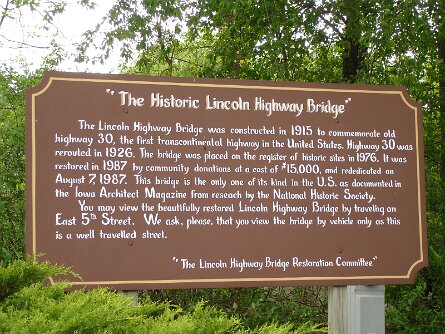 "The Historic Lincoln Highway Bridge"
The Lincoln Highway Bridge was constructed in 1915 to commemorate old
highway 30, the first transcontinental highway in the United States. Highway 30 was
rerouted in 1926. The bridge was placed on the register of historic sites in 1976. It was
restored in 1987 by community donations at a cost of $15,000, and rededicated on
August 7, 1987. This bridge is the only one of its kind in the U.S. as documented in
the Iowa Architect Magazine from reseach by the National Historic Society.
You may view the beautifully restored Lincoln Highway Bridge by traveling on
East 5th Street. We ask, please, that you view the bridge by vehicle only as this
is a well travelled street.
"The Lincoln Highway Bridge Restoration Committee"